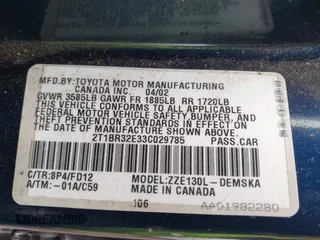 MFD.BY:TOYOTA MOTOR MANUFACTURING
CANADA INC. 04/02
GVWR 3585LB GAWR FR 1885LB RR 1720LB
THIS VEHICLE CONFORMS TO ALL APPLICABLE
FEDERAL MOTOR VEHICLE SAFETY,BUMPER, AND
THEFT PREVENTION STANDARDS IN EFFECT ON
THE DATE OF MANUFACTURE SHOWN ABOVE.
2T1BR32E33C029785 PASS.CAR
C/TR:8P4/FD12 MODEL:ZZE130L-DEMSKA
A/TM:-01A/C59 MADE IN CANADA
106 AA01982280